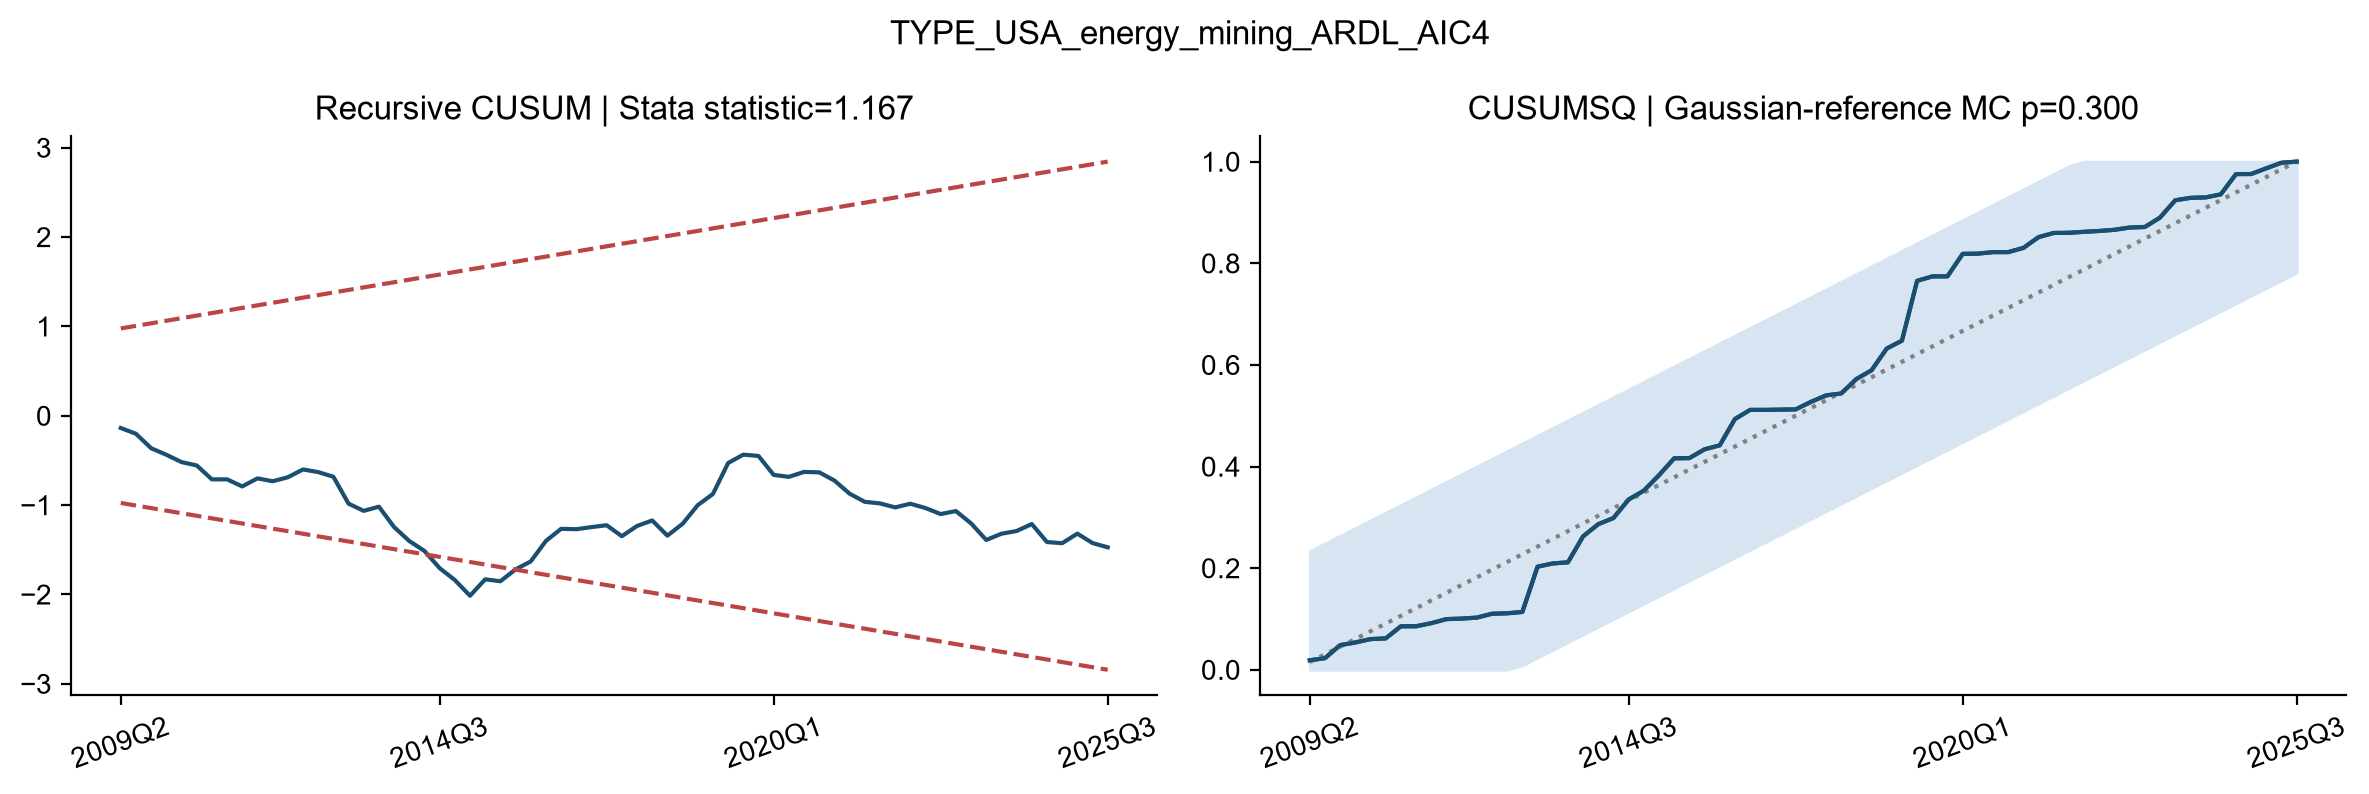 TYPE_USA_energy_mining_ARDL_AIC4
Recursive CUSUM | Stata statistic=1.167
3
2
1
0
−1
−2
−3
2009Q2
2014Q3
2020Q1
2025Q3
CUSUMSQ | Gaussian-reference MC p=0.300
1.0
0.8
0.6
0.4
0.2
0.0
2009Q2
2014Q3
2020Q1
2025Q3